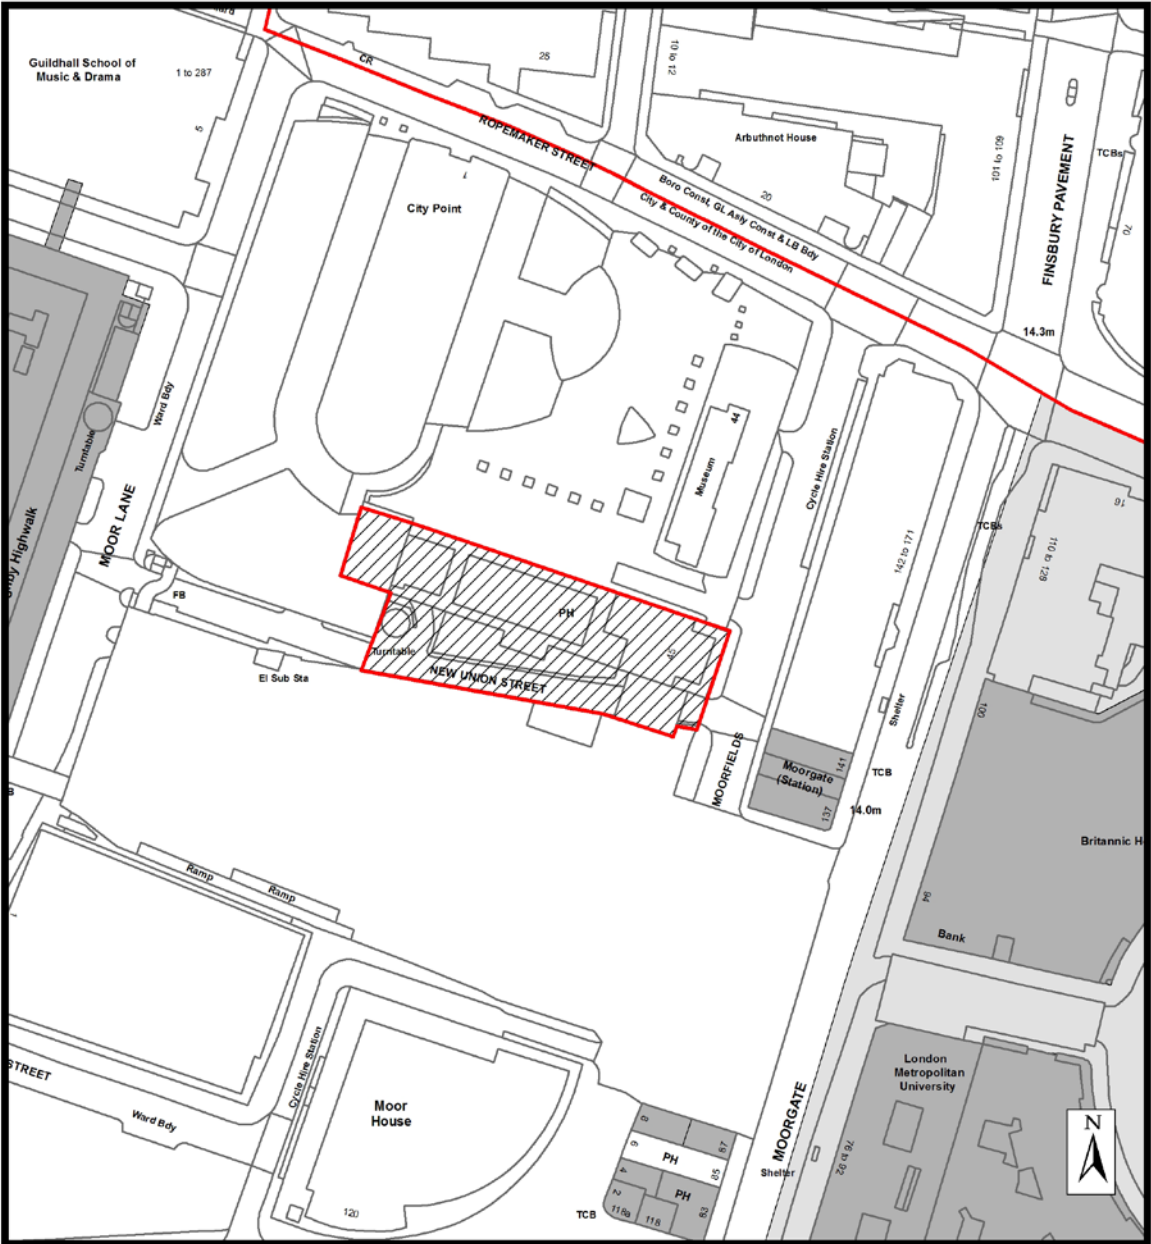 Guildhall School of
Music & Drama
1 to 287
5
CR
25
10 to 12
ROPEMAKER STREET
Arbuthnot House
20
101 to 109
FINSBURY PAVEMENT
TCBs
70
Boro Const, GL Asly Const & LB Bdy
City & County of the City of London
14.3m
City Point
1
Ward Bdy
Turntable
MOOR LANE
Highwalk
FB
El Sub Sta
44
Museum
Cycle Hire Station
142 to 171
TCBs
16
110 to 128
PH
Turntable
NEW UNION STREET
45
MOORFIELDS
Shelter
141
Moorgate
(Station)
137
TCB
14.0m
100
Britannic H
94
Bank
B
Ramp
Ramp
1
STREET
Ward Bdy
Cycle Hire Station
Moor
House
120
London
Metropolitan
University
MOORGATE
76 to 92
Shelter
8
6
87
PH
85
4
PH
2
118a
118
83
TCB
N